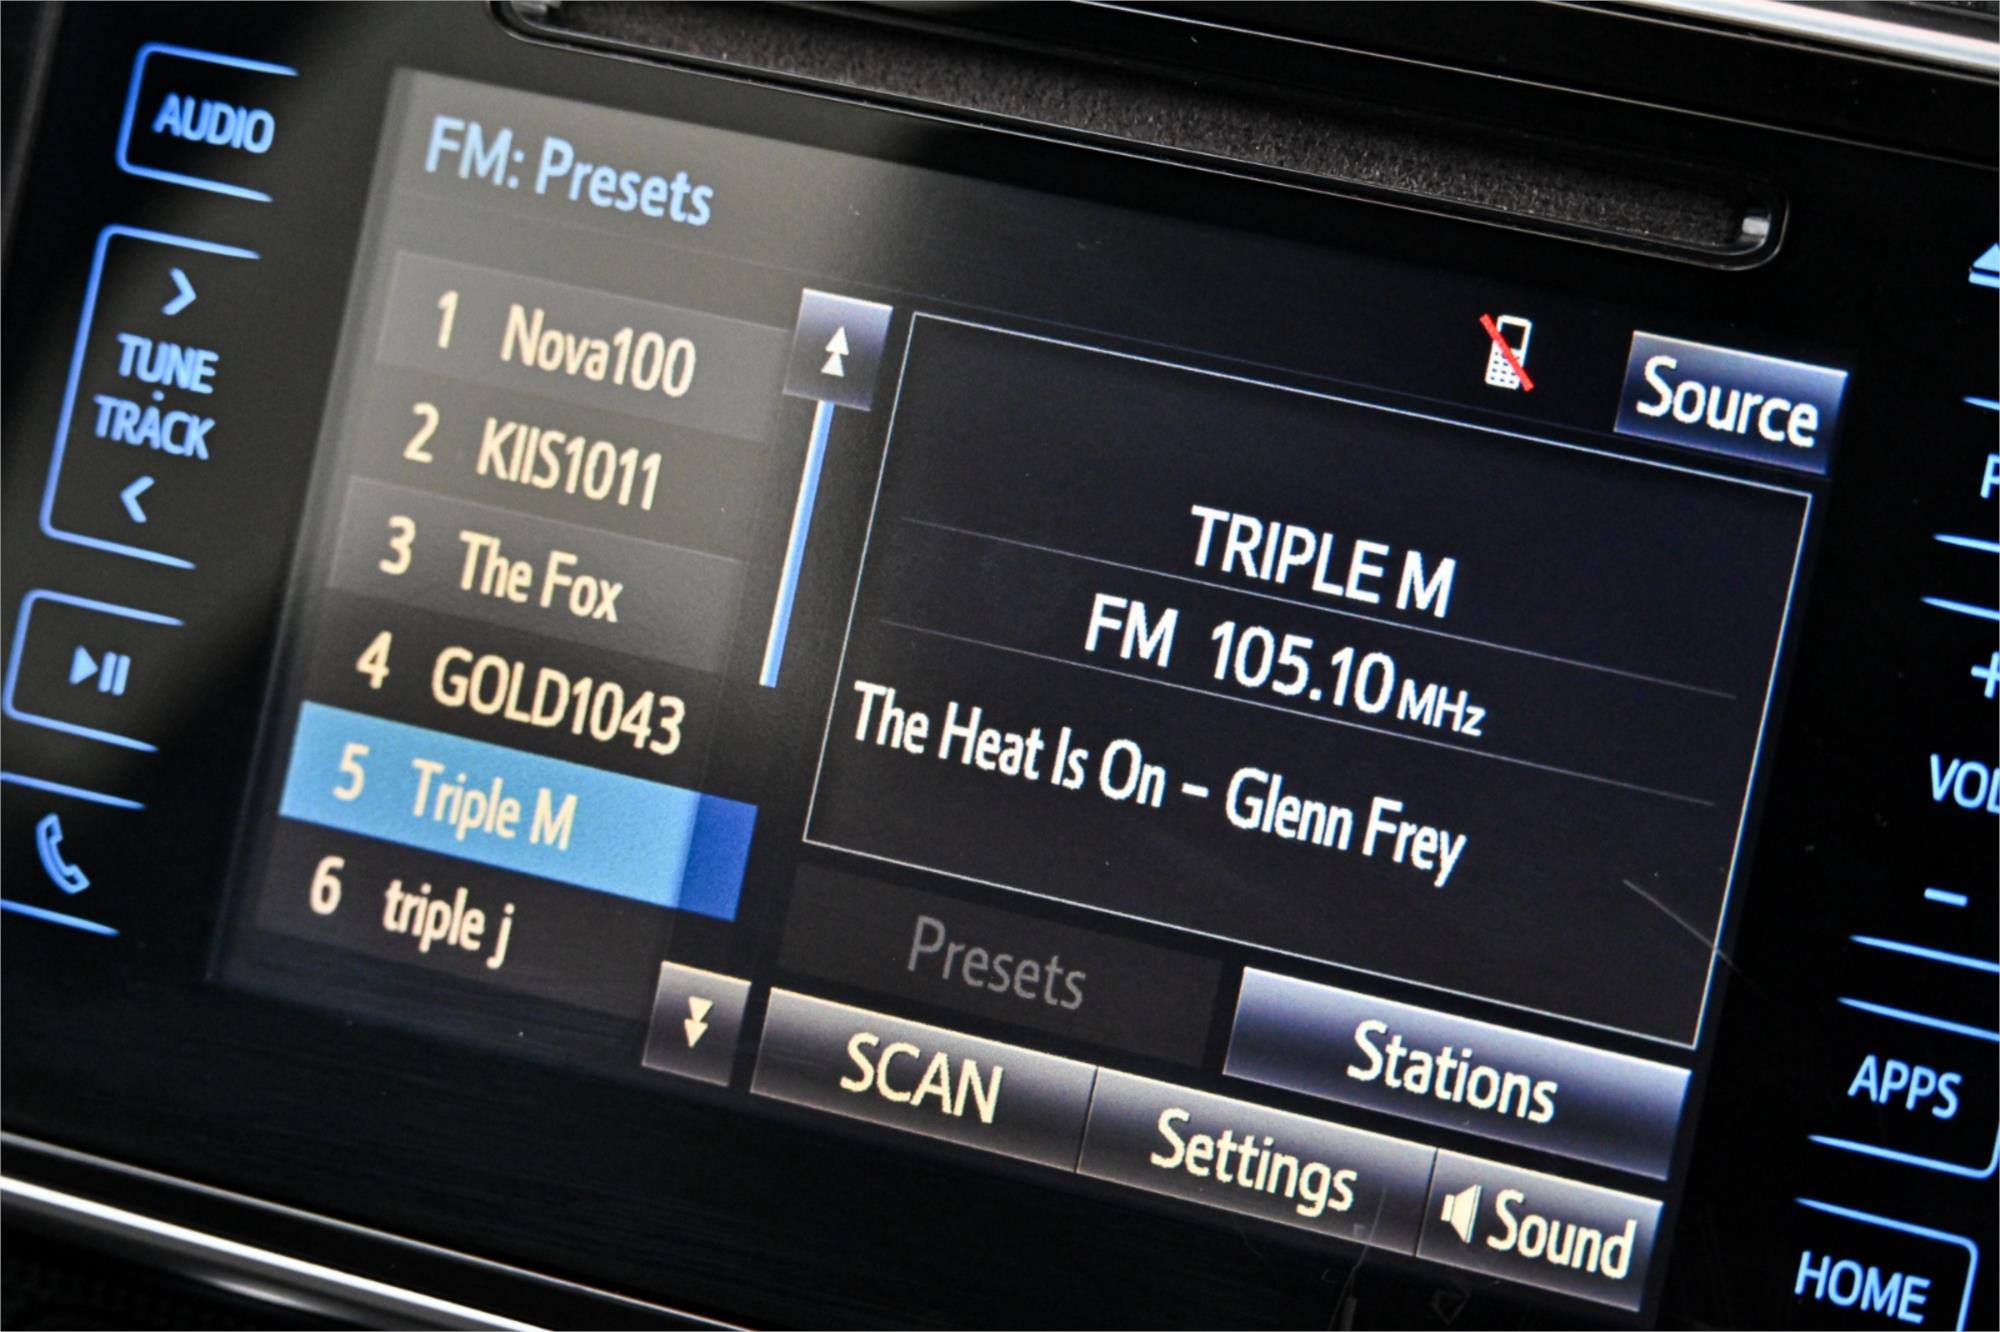 AUDIO
FM: Presets
TUNE
TRACK
1 Nova100
2 KIIS1011
3 The Fox
4 GOLD1043
5 Triple M
6 triple j
Source
TRIPLE M
FM 105.10 MHz
The Heat Is On - Glenn Frey
Presets
Stations
SCAN
Settings
Sound
VOL
APPS
HOME